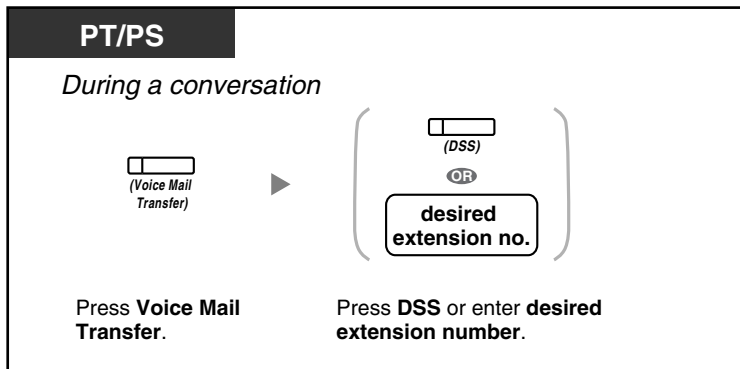 PT/PS
During a conversation
(Voice Mail
Transfer)
(DSS)
OR
desired
extension no.
Press Voice Mail
Transfer.
Press DSS or enter desired
extension number.